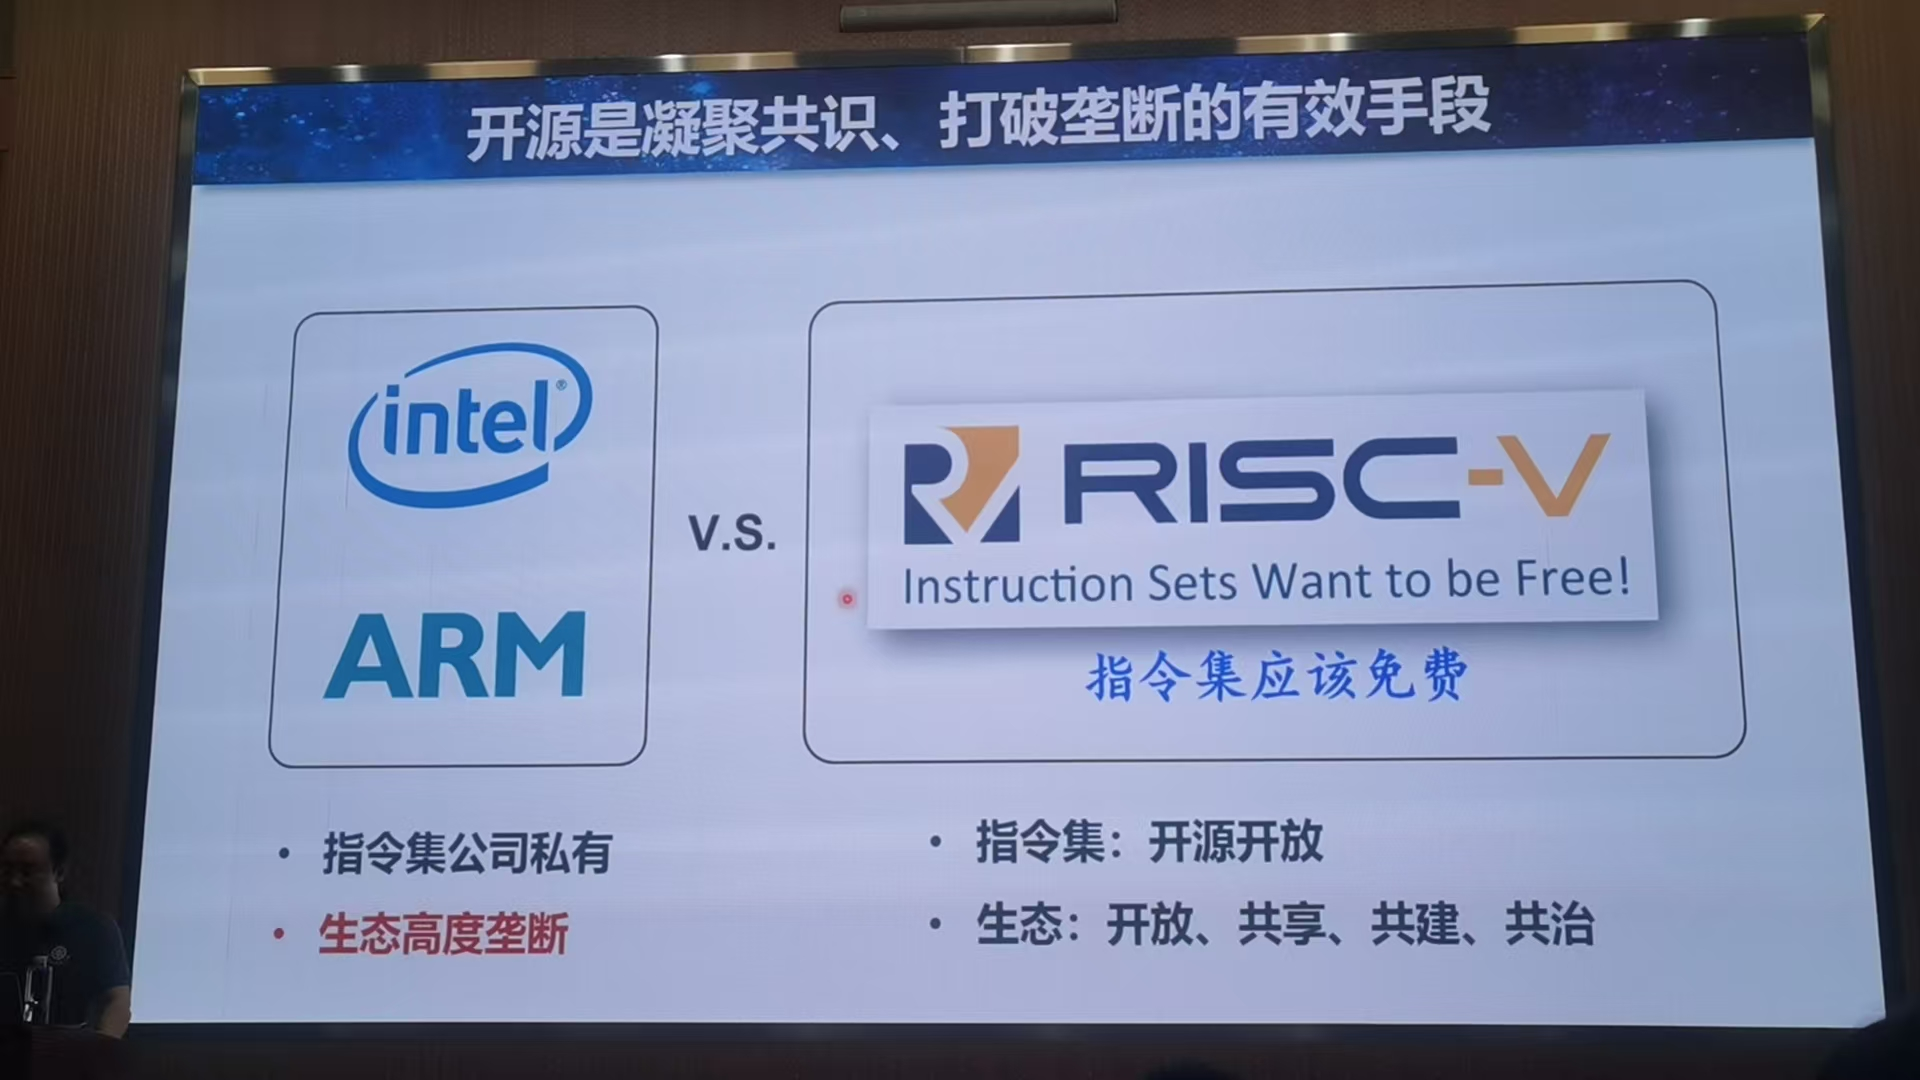 开源是凝聚共识、打破垄断的有效手段
intel®
ARM
V.S.
RISC-V
Instruction Sets Want to be Free!
指令集应该免费
• 指令集公司私有
• 生态高度垄断
• 指令集：开源开放
• 生态：开放、共享、共建、共治